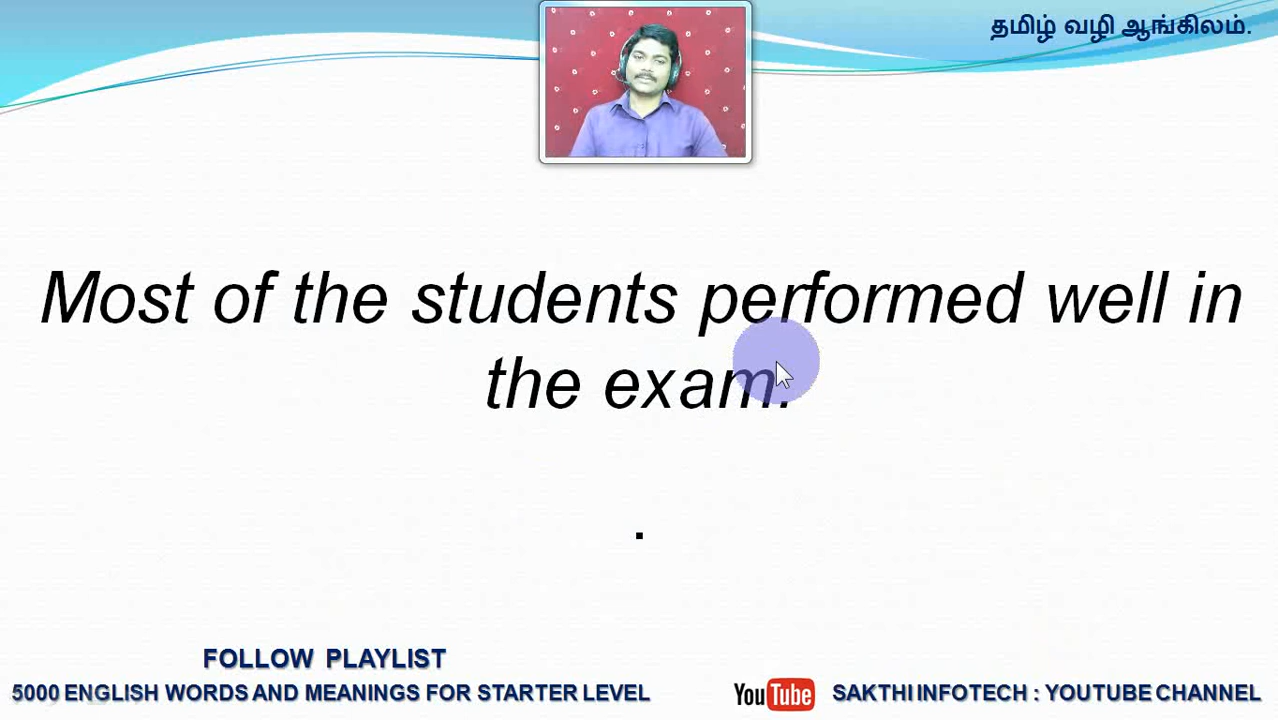 தமிழ் வழி ஆங்கிலம்.
Most of the students performed well in
the exam.
.
FOLLOW PLAYLIST
5000 ENGLISH WORDS AND MEANINGS FOR STARTER LEVEL
YouTube SAKTHI INFOTECH : YOUTUBE CHANNEL